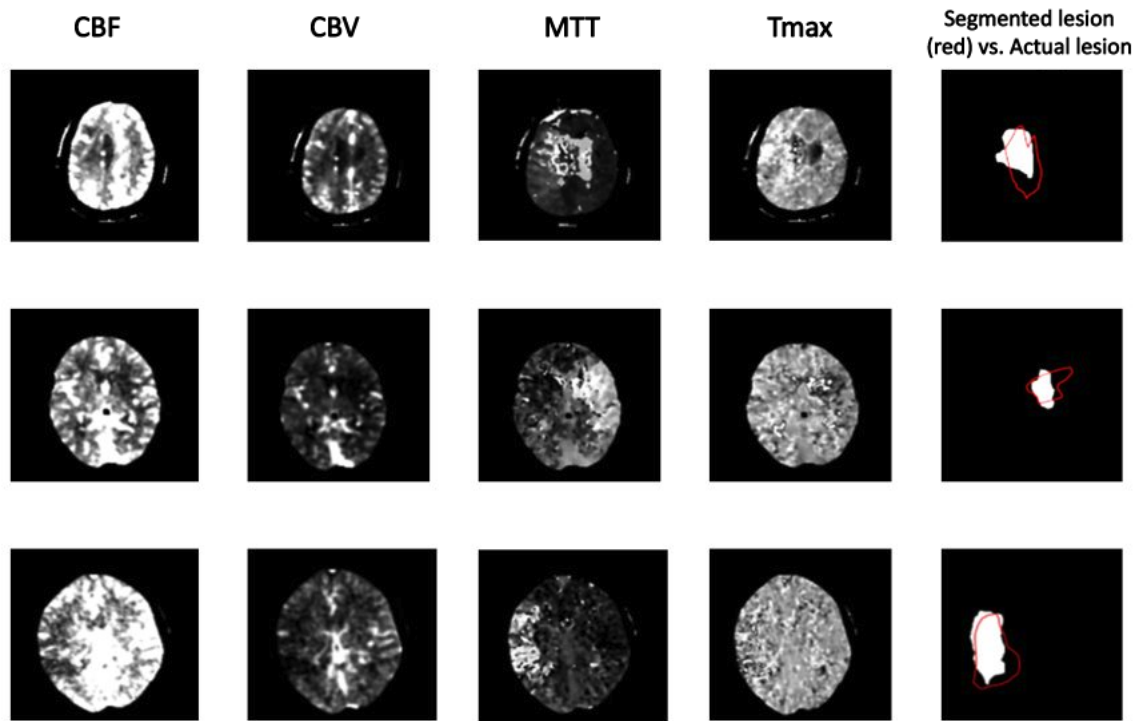 CBF
CBV
MTT
Tmax
Segmented lesion
(red) vs. Actual lesion